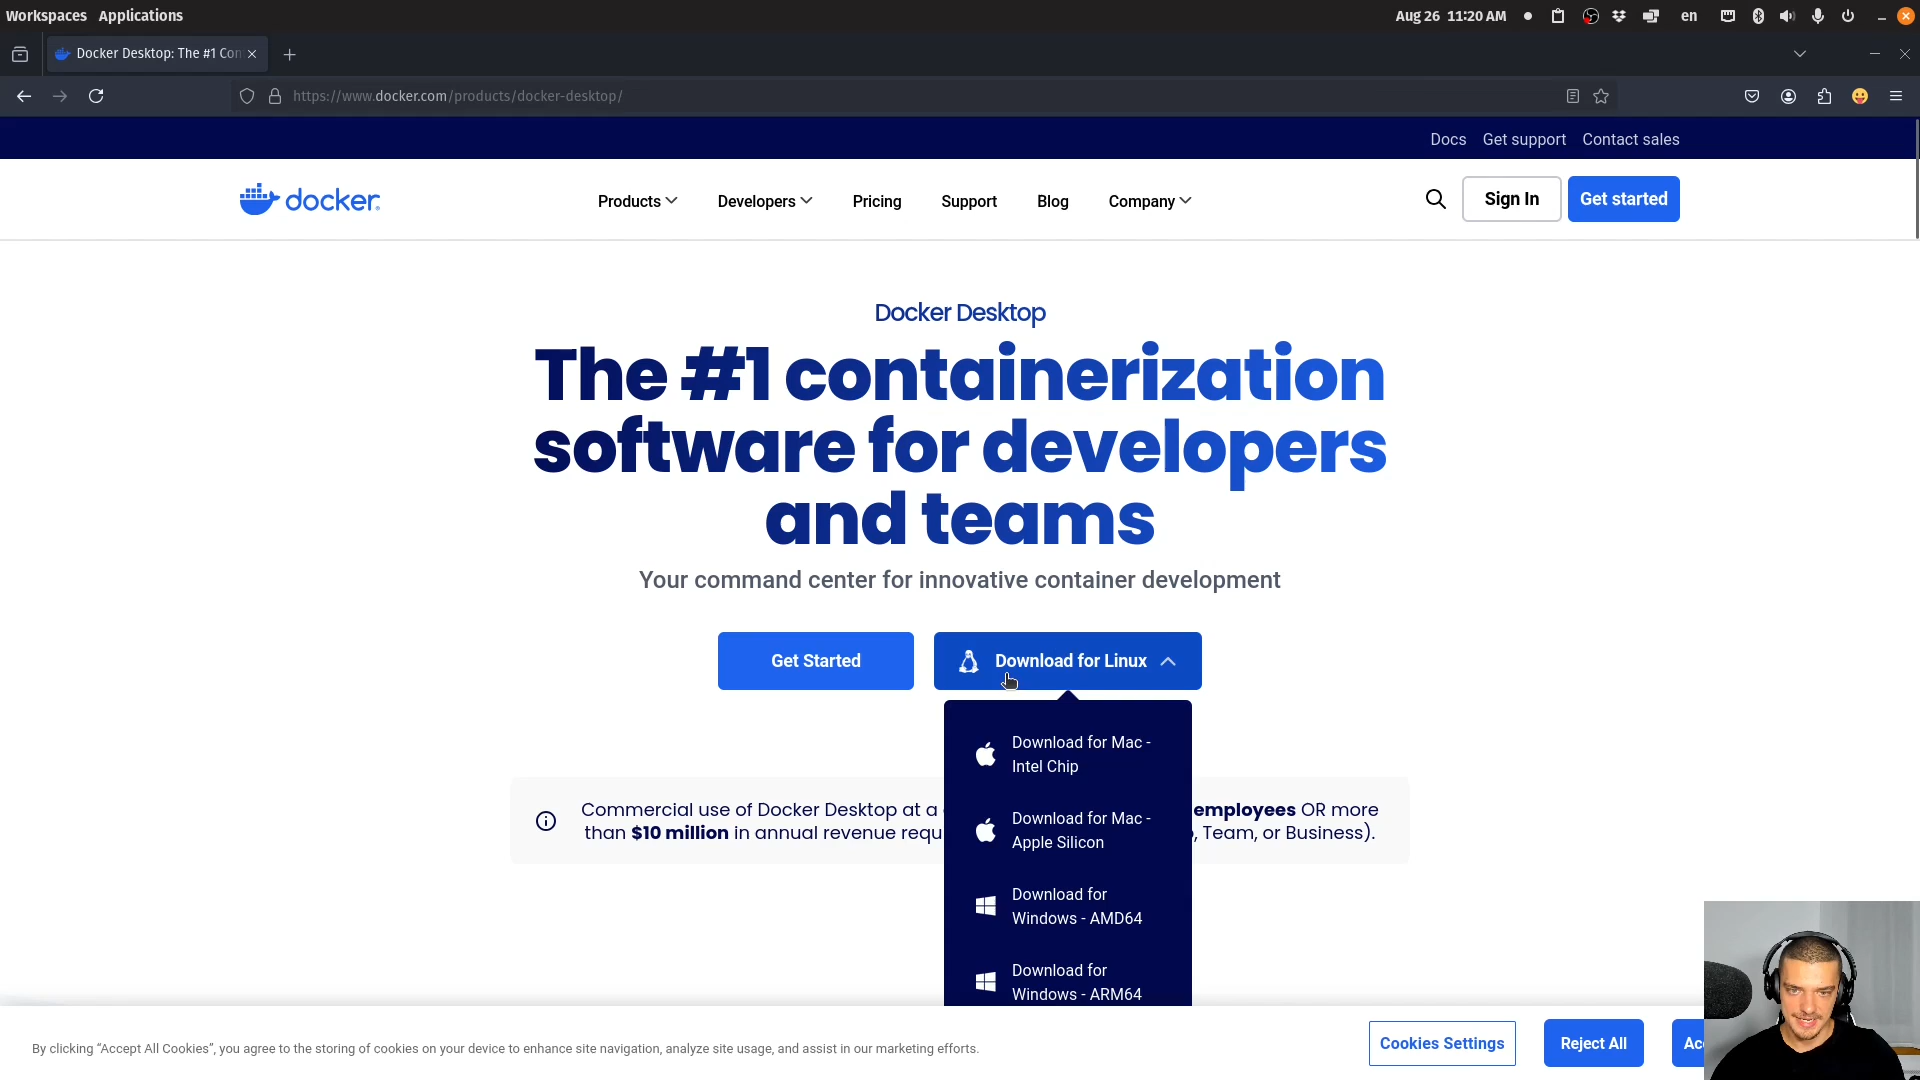 Workspaces Applications
Aug 26 11:20 AM
en
Docker Desktop: The #1 Con
https://www.docker.com/products/docker-desktop/
Docs Get support Contact sales
docker
Products Developers Pricing Support Blog Company
Sign In Get started
Docker Desktop
The #1 containerization
software for developers
and teams
Your command center for innovative container development
Get Started
Download for Linux
Download for Mac -
Intel Chip
Download for Mac -
Apple Silicon
Download for
Windows - AMD64
Download for
Windows - ARM64
Commercial use of Docker Desktop at a employees OR more
than $10 million in annual revenue requ , Team, or Business).
By clicking “Accept All Cookies”, you agree to the storing of cookies on your device to enhance site navigation, analyze site usage, and assist in our marketing efforts.
Cookies Settings Reject All Acc